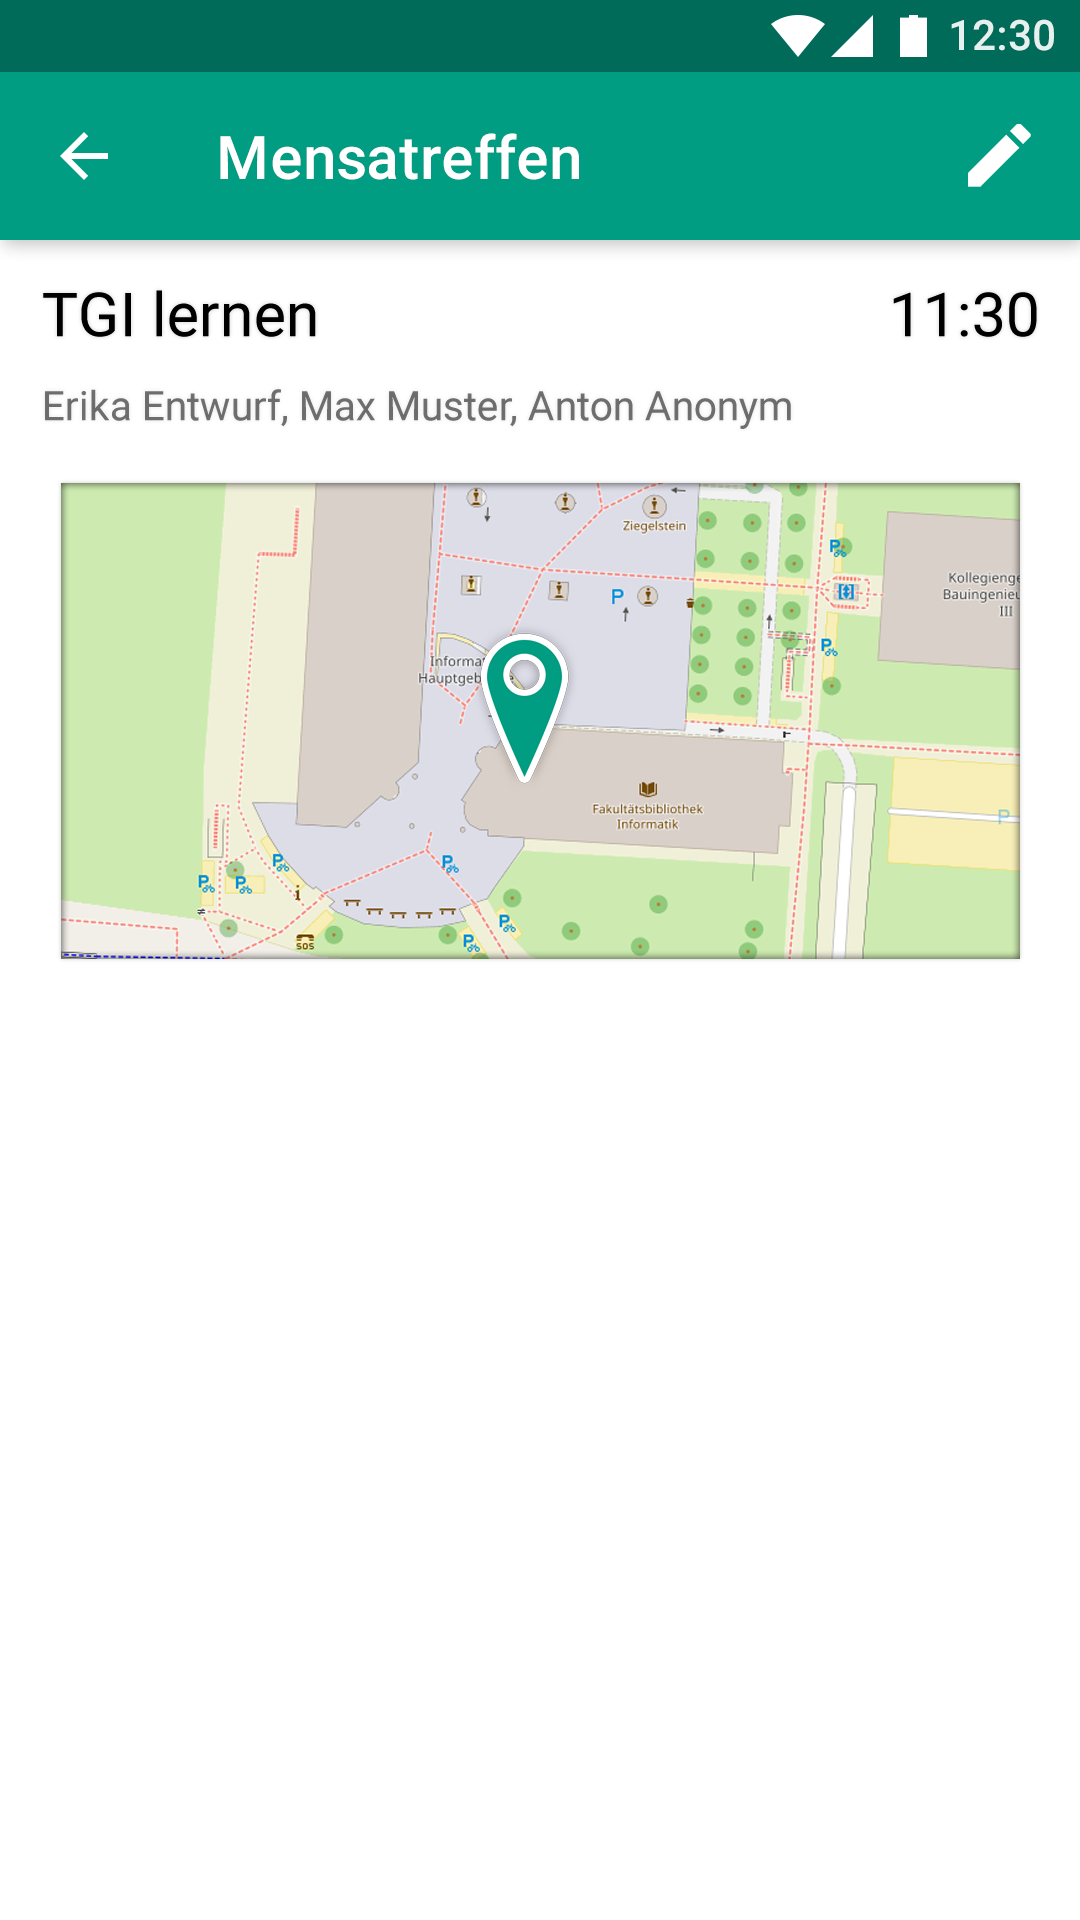 12:30
Mensatreffen
TGI lernen 11:30
Erika Entwurf, Max Muster, Anton Anonym
Ziegelstein
P
P
Kollegienge
Bauingenieu
III
P
Informa
Hauptgeb
Fakultätsbibliothek
Informatik
P
P
P
P
P
i
P
P
SOS